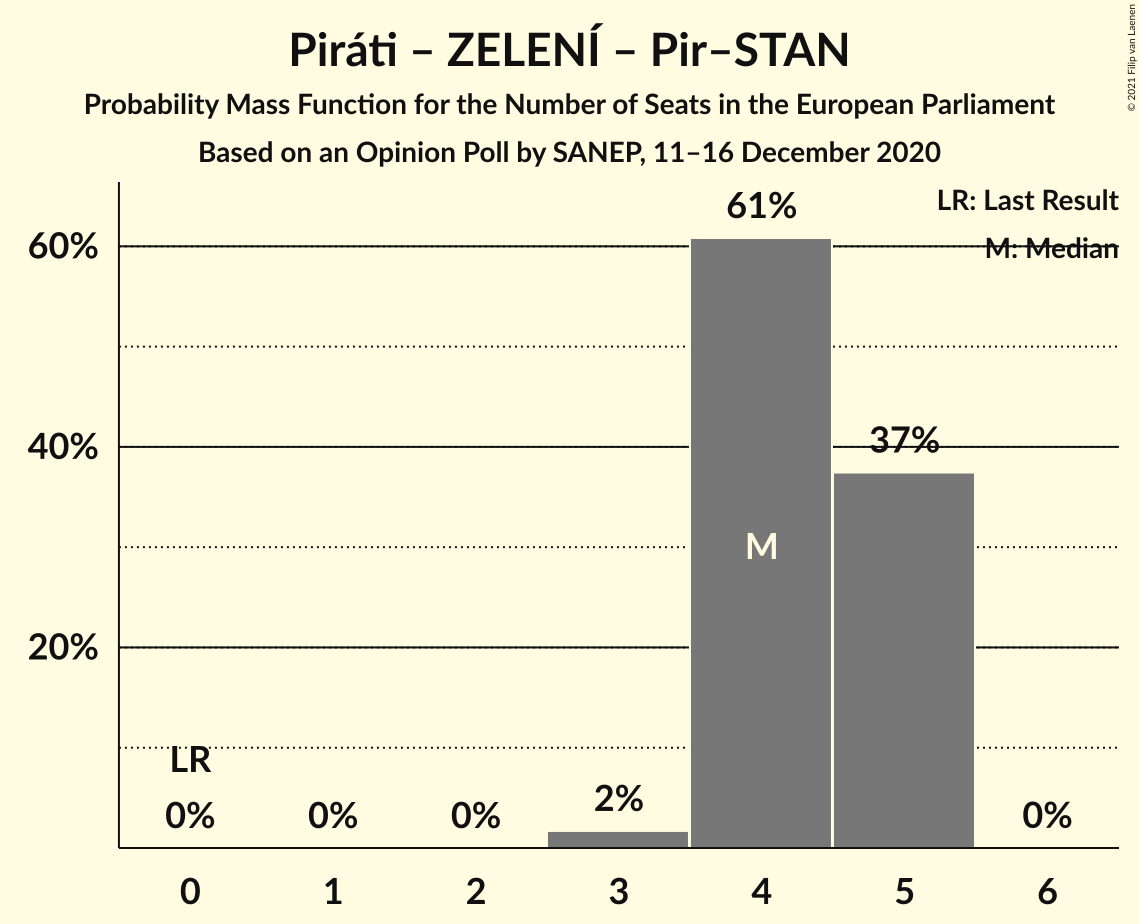 Piráti – ZELENÍ – Pir–STAN
Probability Mass Function for the Number of Seats in the European Parliament
Based on an Opinion Poll by SANEP, 11–16 December 2020
© 2021 Filip van Laenen
LR: Last Result
M: Median
60%
40%
20%
61%
37%
M
LR
0%
0%
0%
2%
0%
0
1
2
3
4
5
6